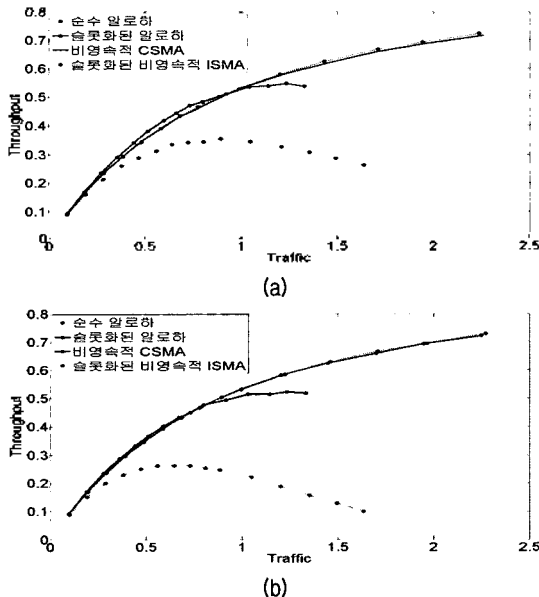 0.8
0.7
0.6
0.5
0.4
0.3
0.2
0.1
0
Throughput
순수 알로하
슬롯화된 알로하
비영속적 CSMA
슬롯화된 비영속적 ISMA
0 0.5 1 1.5 2 2.5
Traffic
(a)
0.8
0.7
0.6
0.5
0.4
0.3
0.2
0.1
0
Throughput
순수 알로하
슬롯화된 알로하
비영속적 CSMA
슬롯화된 비영속적 ISMA
0 0.5 1 1.5 2 2.5
Traffic
(b)